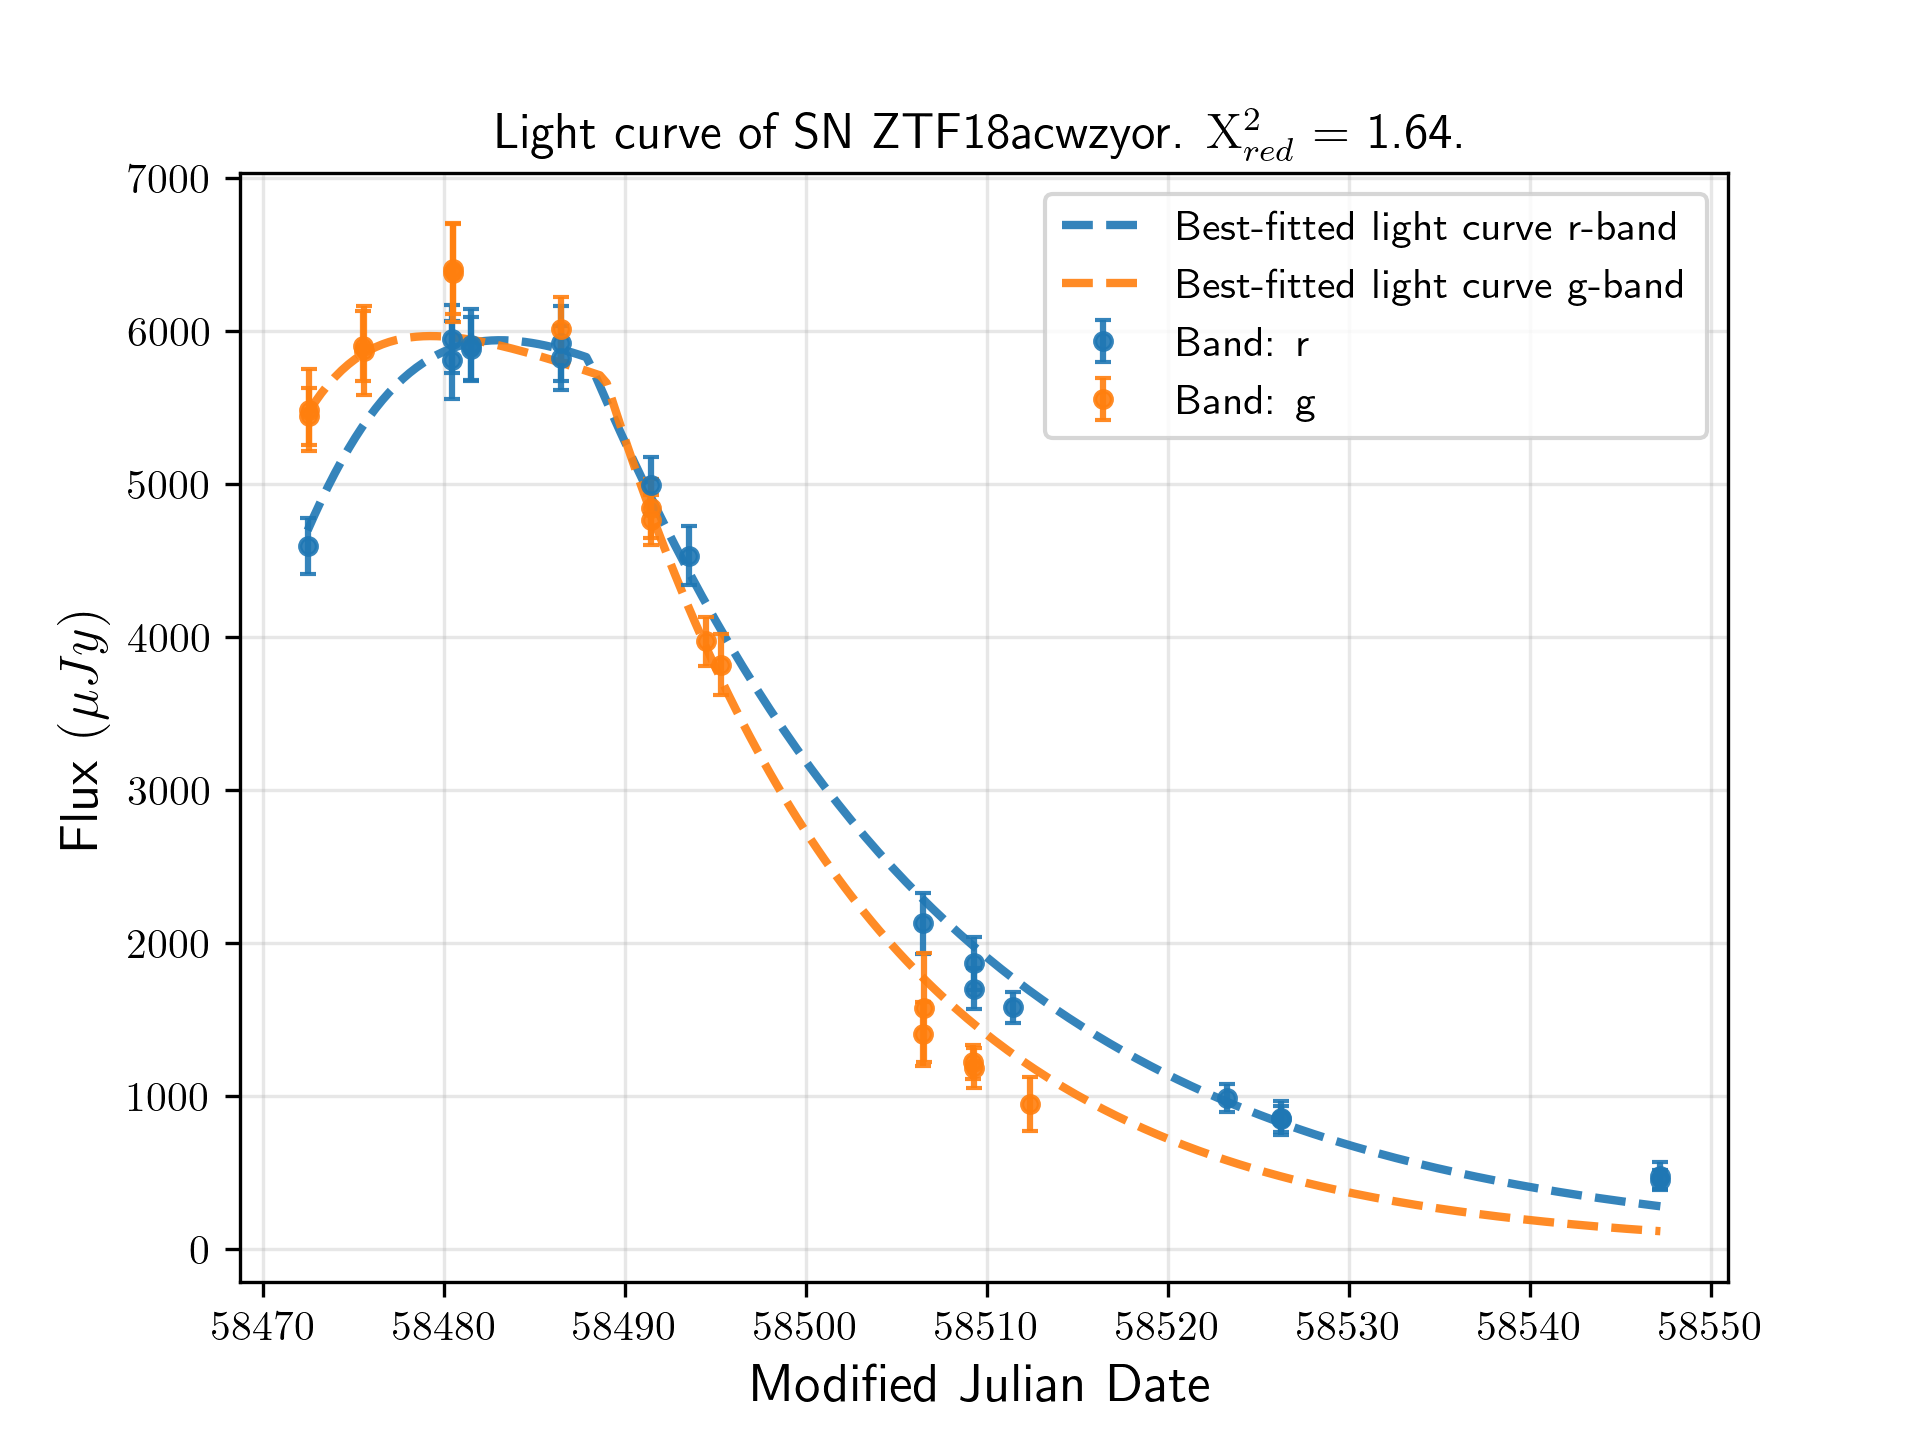 Light curve of SN ZTF18acwzyor. Χ²_red = 1.64.
7000
6000
5000
4000
3000
2000
1000
0
Flux (μJy)
Best-fitted light curve r-band
Best-fitted light curve g-band
Band: r
Band: g
58470 58480 58490 58500 58510 58520 58530 58540 58550
Modified Julian Date